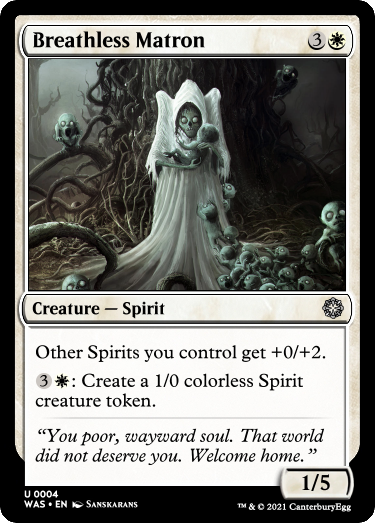 Breathless Matron 3
Creature — Spirit
Other Spirits you control get +0/+2.
3 : Create a 1/0 colorless Spirit
creature token.
“You poor, wayward soul. That world
did not deserve you. Welcome home.”
1/5
U 0004
WAS • EN Sanskarans
™ & © 2021 CanterburyEgg